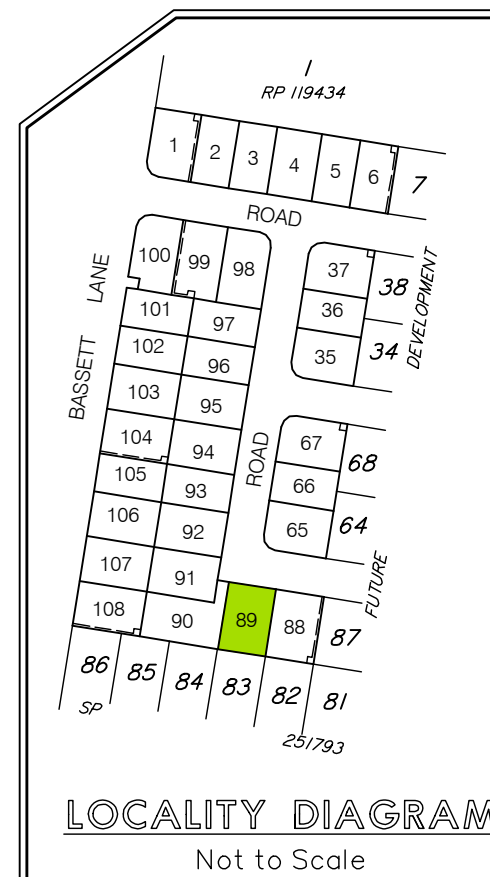 1
RP 119434
1 2 3 4 5 6 7
ROAD
100 99 98
LANE
37
38
DEVELOPMENT
101 97
36
102
34
96
35
BASSETT
103 95
104 94
67
ROAD
68
105 93
66
106 92
65
64
107 91
FUTURE
108 90 89 88 87
86 85 84 83 82 81
SP
251793
LOCALITY DIAGRAM
Not to Scale